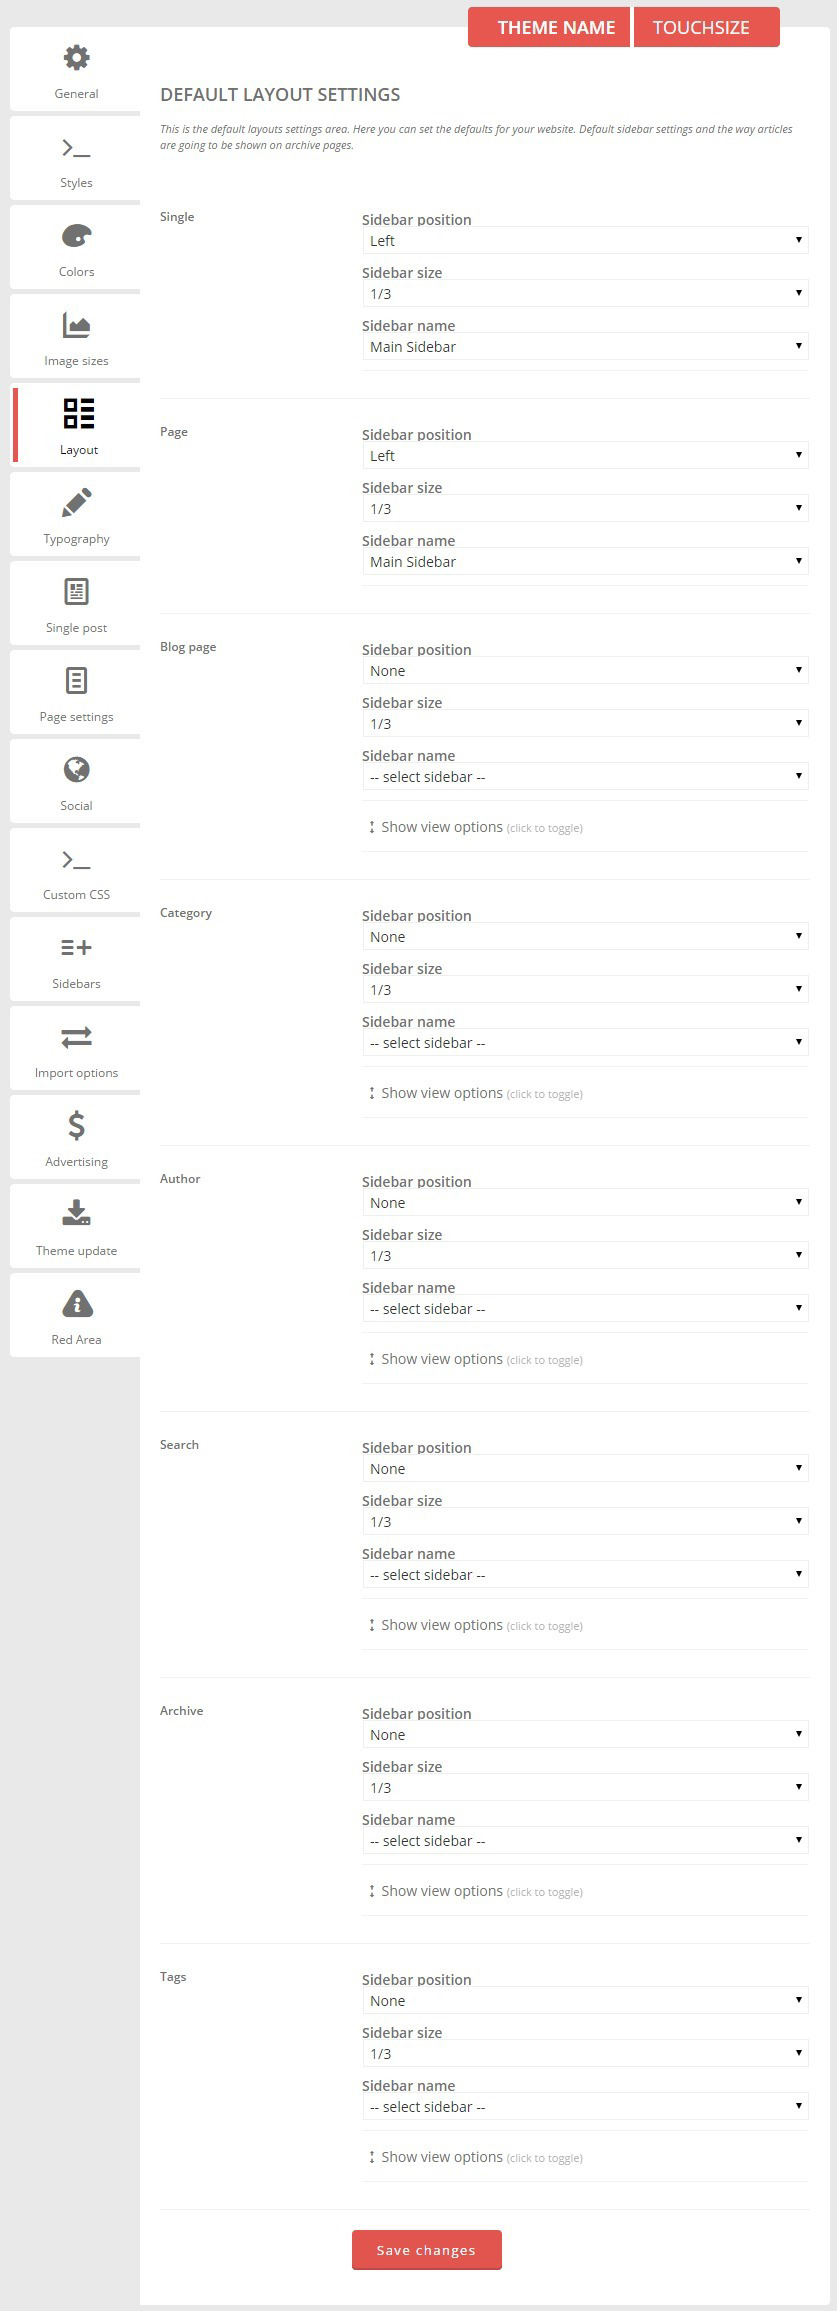 THEME NAME
TOUCHSIZE
General
Styles
Colors
Image sizes
Layout
Typography
Single post
Page settings
Social
Custom CSS
Sidebars
Import options
Advertising
Theme update
Red Area
DEFAULT LAYOUT SETTINGS
This is the default layouts settings area. Here you can set the defaults for your website. Default sidebar settings and the way articles
are going to be shown on archive pages.
Single
Sidebar position
Left
Sidebar size
1/3
Sidebar name
Main Sidebar
Page
Sidebar position
Left
Sidebar size
1/3
Sidebar name
Main Sidebar
Blog page
Sidebar position
None
Sidebar size
1/3
Sidebar name
-- select sidebar --
Show view options (click to toggle)
Category
Sidebar position
None
Sidebar size
1/3
Sidebar name
-- select sidebar --
Show view options (click to toggle)
Author
Sidebar position
None
Sidebar size
1/3
Sidebar name
-- select sidebar --
Show view options (click to toggle)
Search
Sidebar position
None
Sidebar size
1/3
Sidebar name
-- select sidebar --
Show view options (click to toggle)
Archive
Sidebar position
None
Sidebar size
1/3
Sidebar name
-- select sidebar --
Show view options (click to toggle)
Tags
Sidebar position
None
Sidebar size
1/3
Sidebar name
-- select sidebar --
Show view options (click to toggle)
Save changes